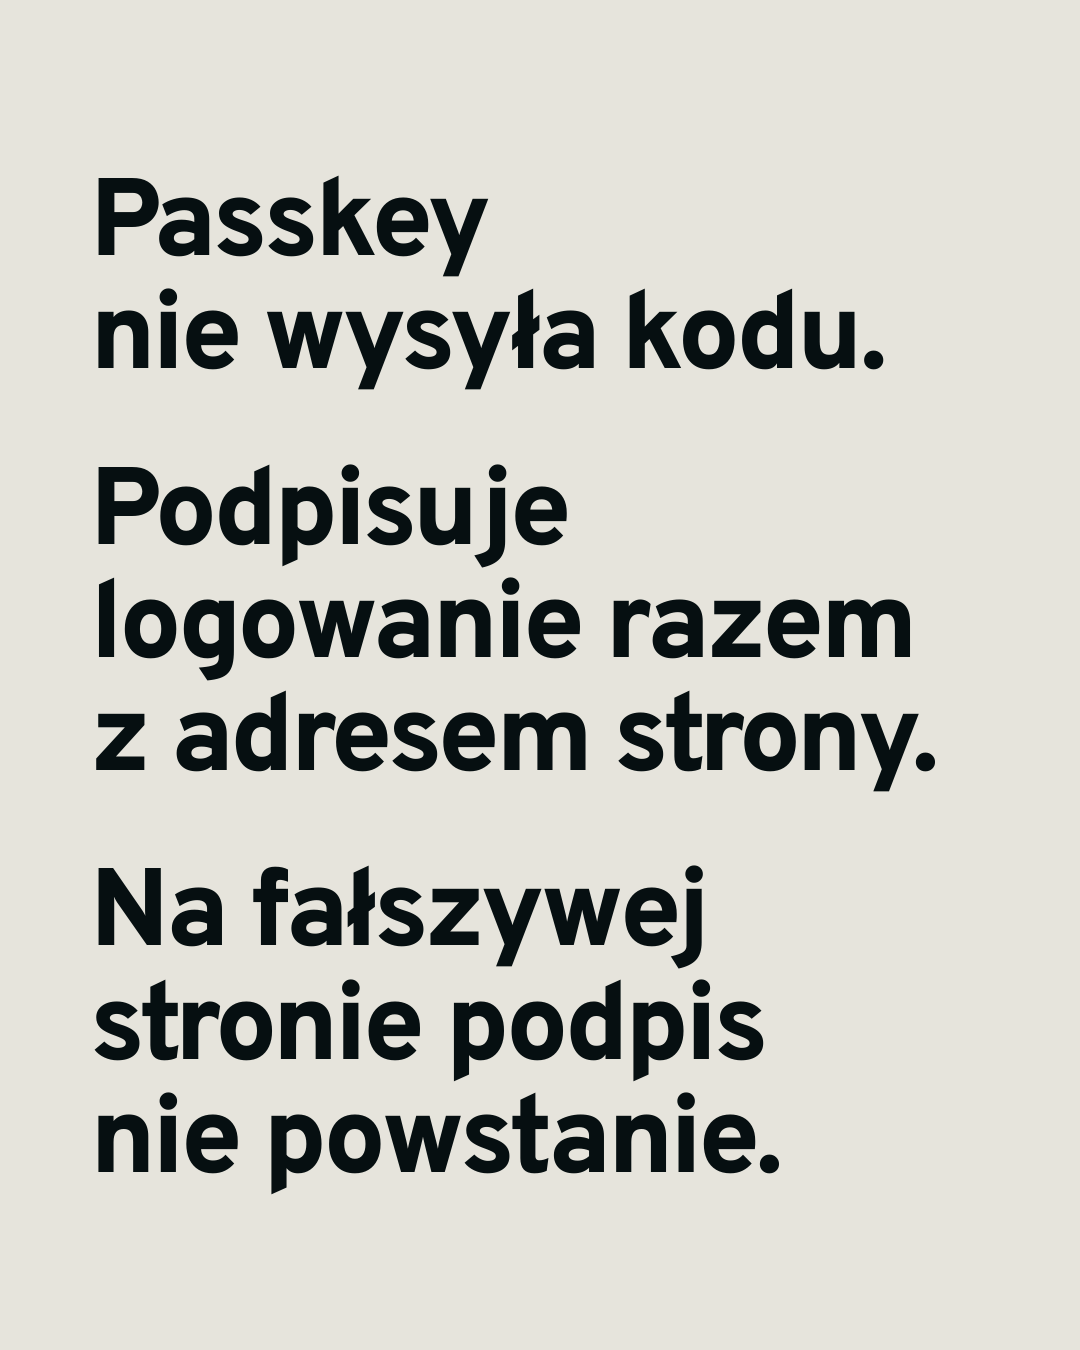 Passkey
nie wysyła kodu.
Podpisuje
logowanie razem
z adresem strony.
Na fałszywej
stronie podpis
nie powstanie.